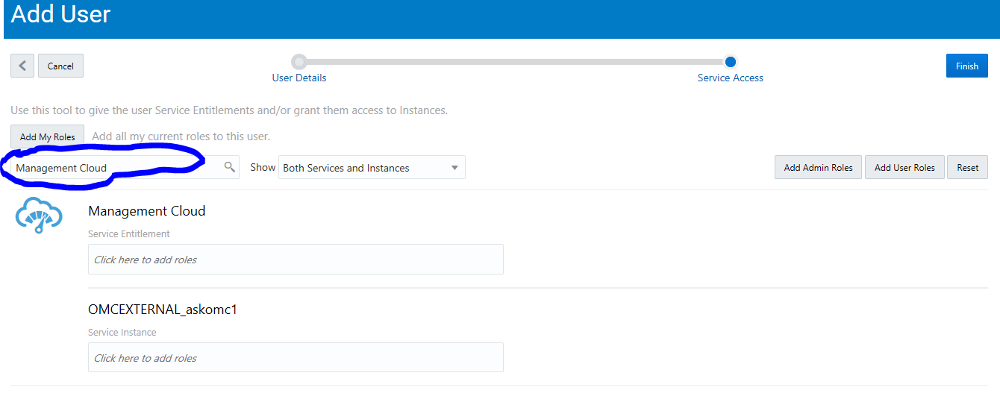 Add User
Cancel
User Details
Service Access
Finish
Use this tool to give the user Service Entitlements and/or grant them access to Instances.
Add My Roles Add all my current roles to this user.
Management Cloud Show Both Services and Instances Add Admin Roles Add User Roles Reset
Management Cloud
Service Entitlement
Click here to add roles
OMCEXTERNAL_askomc1
Service Instance
Click here to add roles